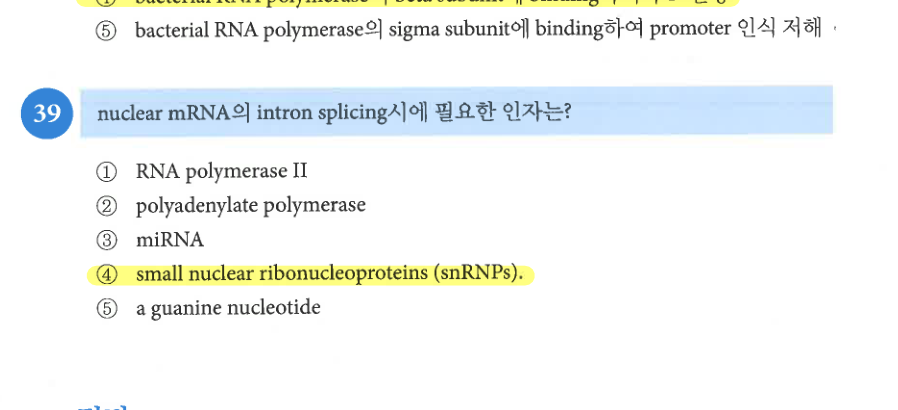 ⑤ bacterial RNA polymerase의 sigma subunit에 binding하여 promoter 인식 저해
39 nuclear mRNA의 intron splicing시에 필요한 인자는?
① RNA polymerase II
② polyadenylate polymerase
③ miRNA
④ small nuclear ribonucleoproteins (snRNPs).
⑤ a guanine nucleotide